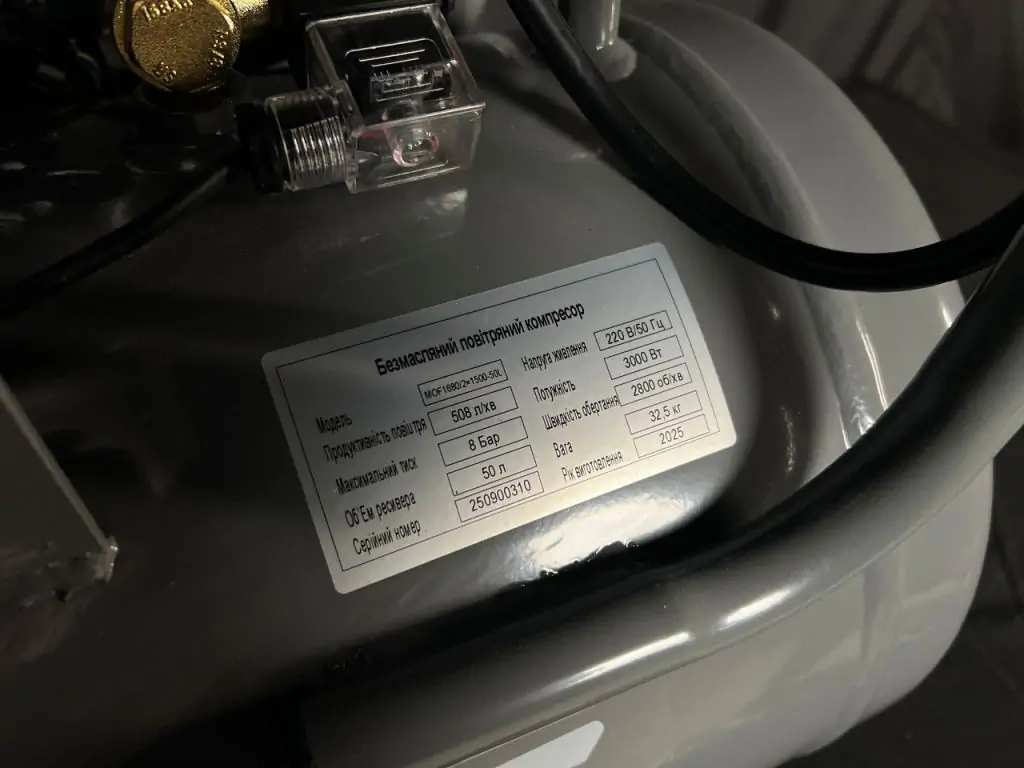 Безмасляний повітряний компресор
Модель MOF1680/2×1500-50L Напруга живлення 220 В/50 Гц
Продуктивність повітря 508 л/хв Потужність 3000 Вт
Максимальний тиск 8 Бар Швидкість обертання 2800 об/хв
Об'Ем ресивера 50 л Вага 32,5 кг
Серійний номер 250900310 Рік виготовлення 2025